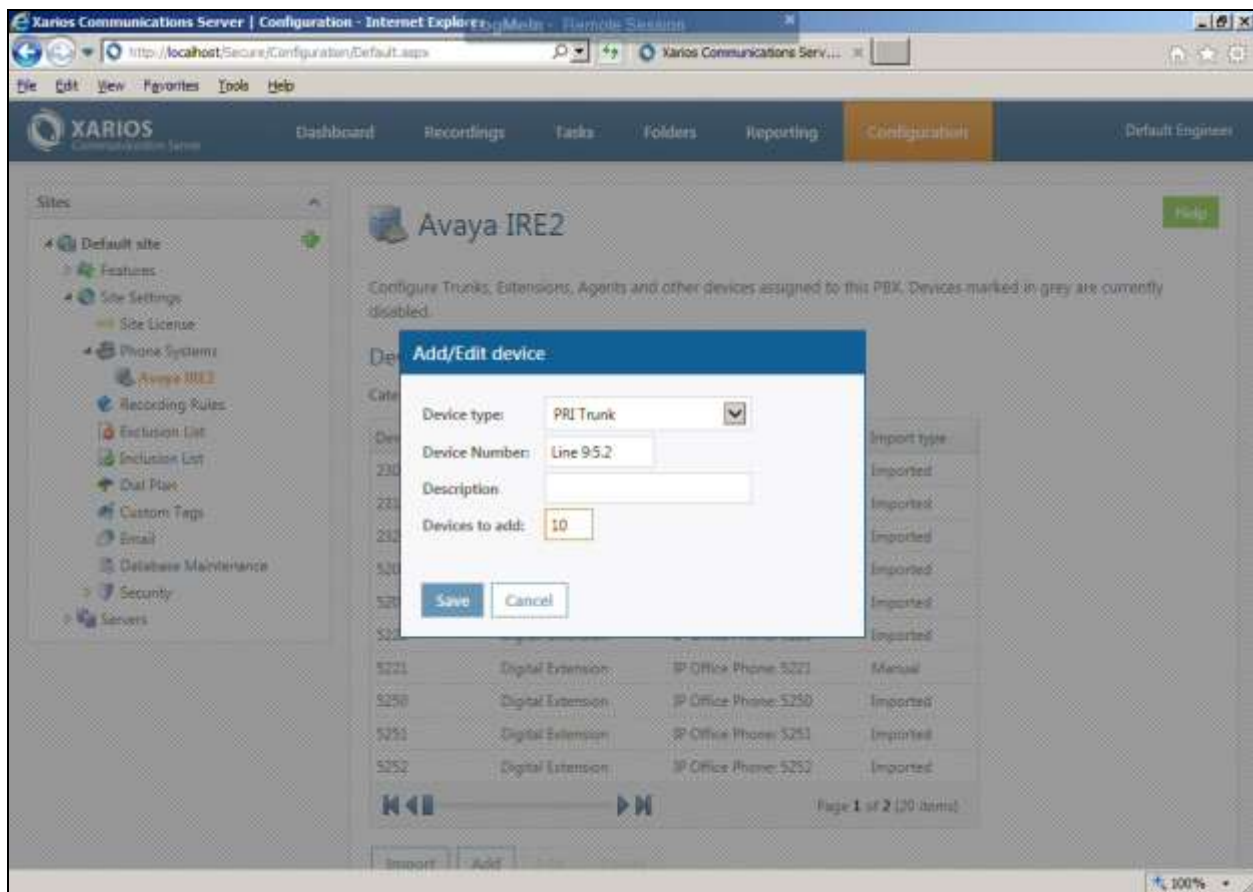 Xarios Communications Server | Configuration - Internet Explorer
LogMeIn - Remote Session
http://localhost/Secure/Configuration/Default.aspx
Xarios Communications Serv...
File Edit View Favorites Tools Help
XARIOS
Communication Server
Dashboard Recordings Tasks Folders Reporting Configuration Default Engineer
Sites
Default site
Features
Site Settings
Site License
Phone Systems
Avaya IRE2
Recording Rules
Exclusion List
Inclusion List
Dial Plan
Custom Tags
Email
Database Maintenance
Security
Servers
Avaya IRE2
Help
Configure Trunks, Extensions, Agents and other devices assigned to this PBX. Devices marked in grey are currently
disabled.
Add/Edit device
Device type: PRI Trunk
Device Number: Line 9:5.2
Description
Devices to add: 10
Save Cancel
Import type
Imported
Imported
Imported
Imported
Imported
Imported
5221 Digital Extension IP Office Phone: 5221 Manual
5250 Digital Extension IP Office Phone: 5250 Imported
5251 Digital Extension IP Office Phone: 5251 Imported
5252 Digital Extension IP Office Phone: 5252 Imported
Page 1 of 2 (20 items)
Import Add
100%